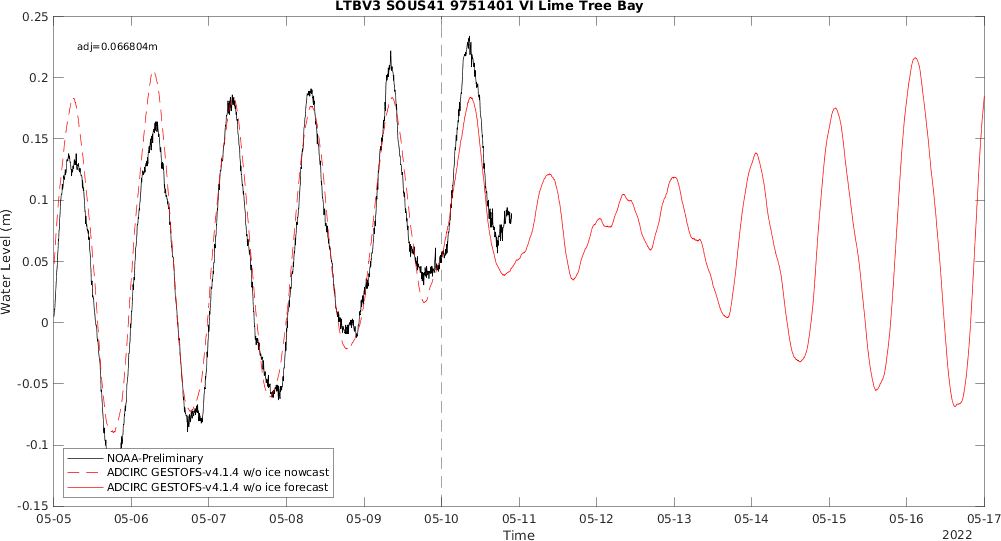 LTBV3 SOUS41 9751401 VI Lime Tree Bay
adj=0.066804m
0.25
0.2
0.15
0.1
0.05
0
-0.05
-0.1
-0.15
Water Level (m)
NOAA-Preliminary
ADCIRC GESTOFS-v4.1.4 w/o ice nowcast
ADCIRC GESTOFS-v4.1.4 w/o ice forecast
05-05 05-06 05-07 05-08 05-09 05-10 05-11 05-12 05-13 05-14 05-15 05-16 05-17
Time
2022